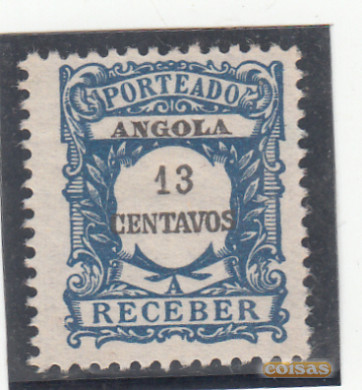 PORTEADO
ANGOLA
13
CENTAVOS
A
RECEBER
coisas